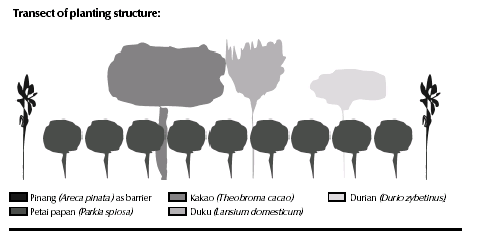 Transect of planting structure:
Pinang (Areca pinata) as barrier Kakao (Theobroma cacao) Durian (Durio zybetinus)
Petai papan (Parkia spiosa) Duku (Lansium domesticum)